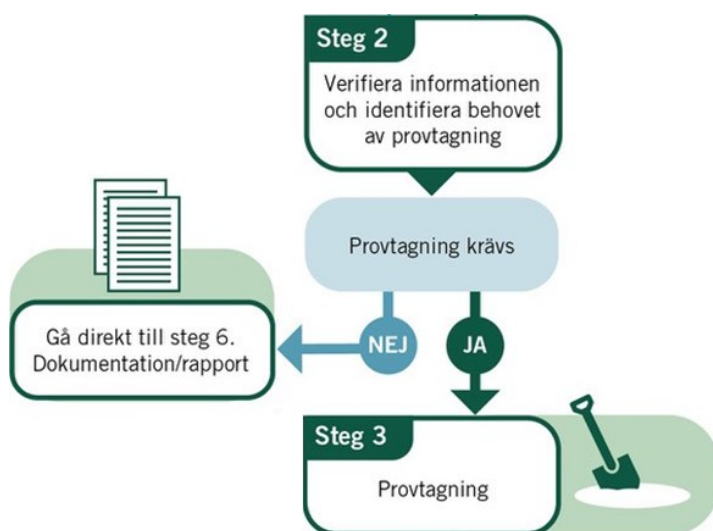 Steg 2
Verifiera informationen
och identifiera behovet
av provtagning
Provtagning krävs
NEJ
JA
Gå direkt till steg 6.
Dokumentation/rapport
Steg 3
Provtagning